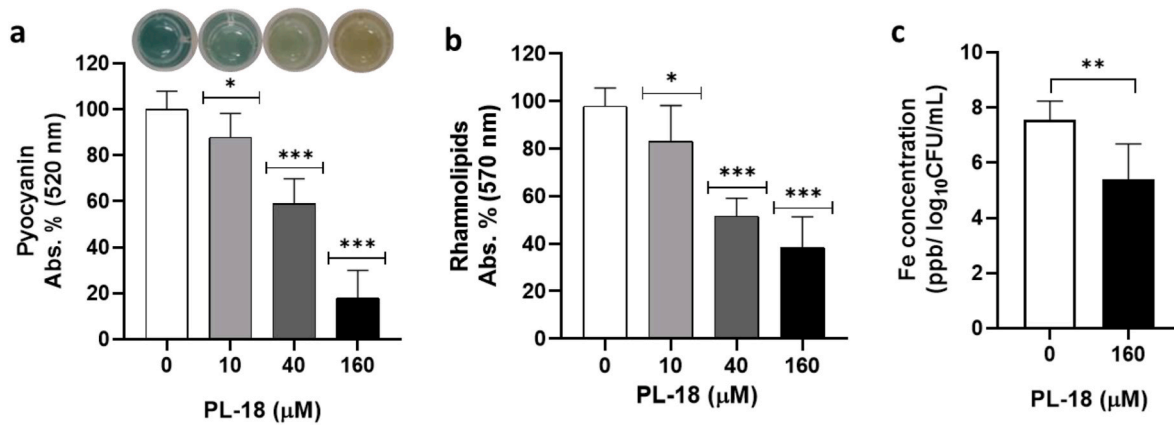 a
Pyocyanin
Abs. % (520 nm)
120
100
80
60
40
20
0
*
***
***
0 10 40 160
PL-18 (μM)
b
Rhamnolipids
Abs. % (570 nm)
120
100
80
60
40
20
0
*
***
***
0 10 40 160
PL-18 (μM)
c
Fe concentration
(ppb/ log₁₀CFU/mL)
10
8
6
4
2
0
**
0 160
PL-18 (μM)